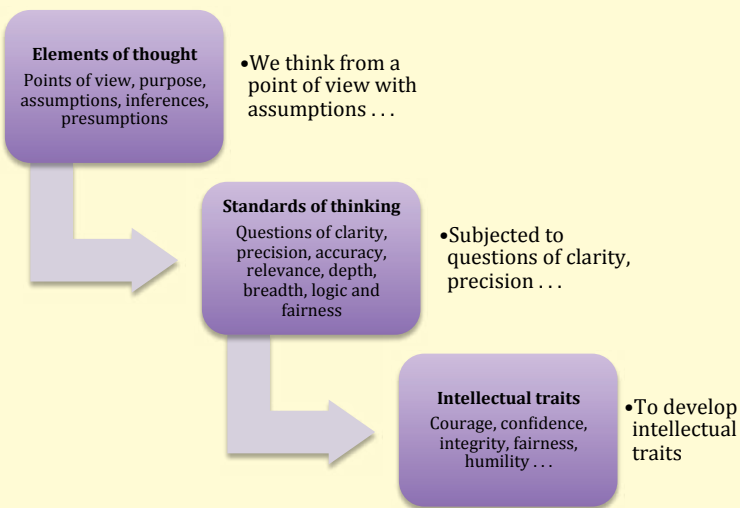 Elements of thought
Points of view, purpose,
assumptions, inferences,
presumptions
•We think from a
point of view with
assumptions . . .
Standards of thinking
Questions of clarity,
precision, accuracy,
relevance, depth,
breadth, logic and
fairness
•Subjected to
questions of clarity,
precision . . .
Intellectual traits
Courage, confidence,
integrity, fairness,
humility . . .
•To develop
intellectual
traits